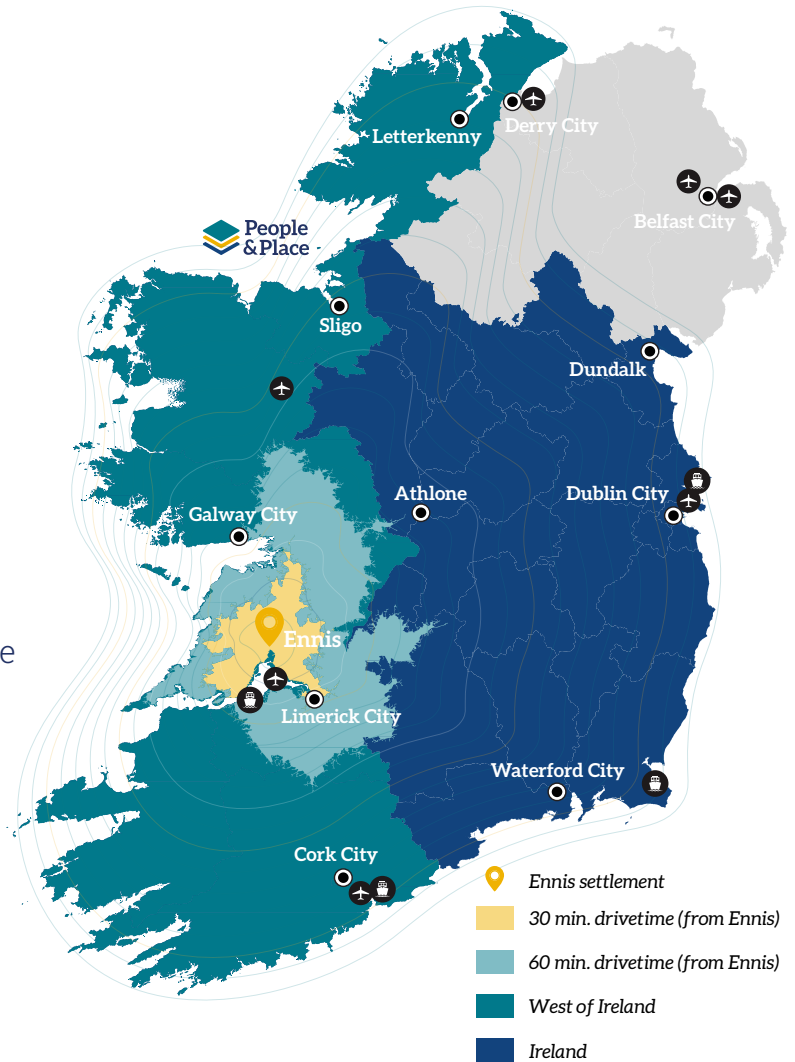 Letterkenny
Derry City
Belfast City
People
& Place
Sligo
Dundalk
Athlone
Dublin City
Galway City
Ennis
e
Limerick City
Waterford City
Cork City
Ennis settlement
30 min. drivetime (from Ennis)
60 min. drivetime (from Ennis)
West of Ireland
Ireland